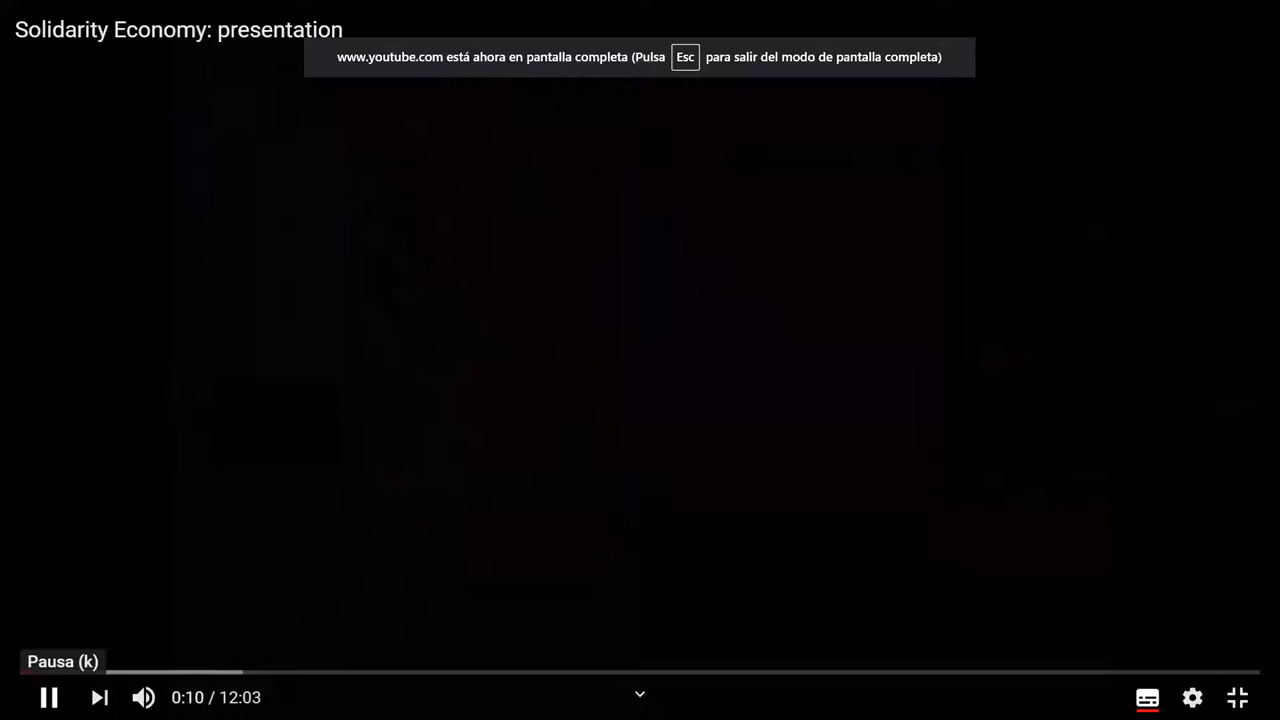 Solidarity Economy: presentation
www.youtube.com está ahora en pantalla completa (Pulsa Esc para salir del modo de pantalla completa)
Pausa (k)
0:10 / 12:03